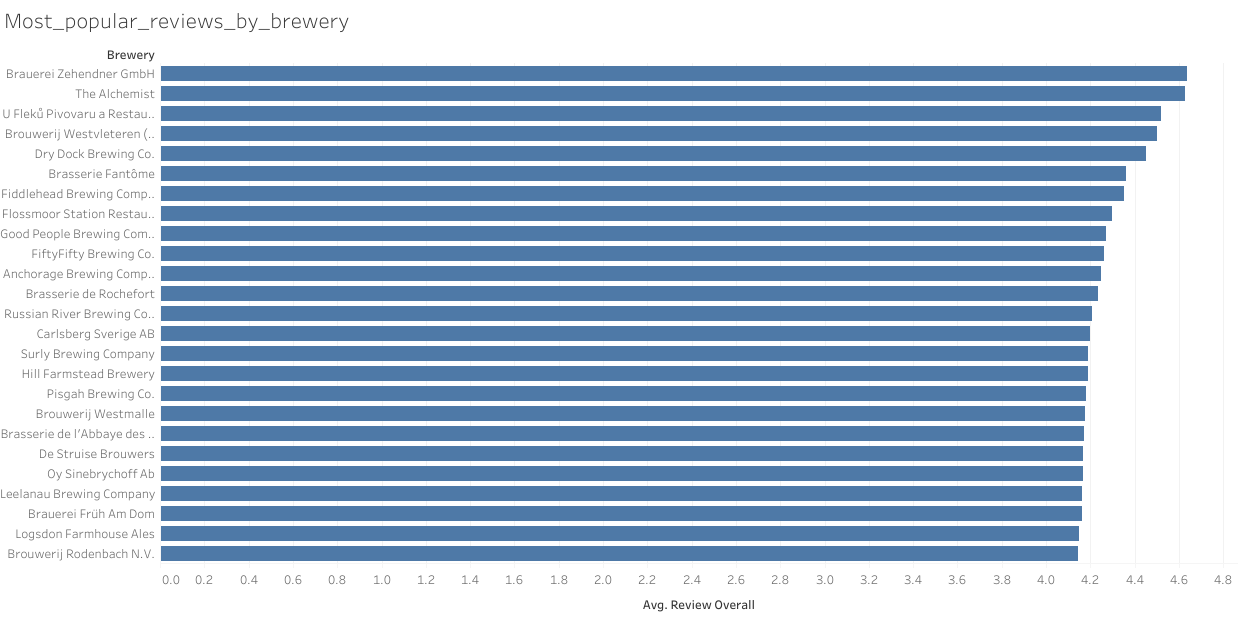 Most_popular_reviews_by_brewery
Brewery
Brauerei Zehendner GmbH
The Alchemist
U Fleků Pivovaru a Restau..
Brouwerij Westvleteren (..
Dry Dock Brewing Co.
Brasserie Fantôme
Fiddlehead Brewing Comp..
Flossmoor Station Restau..
Good People Brewing Com..
FiftyFifty Brewing Co.
Anchorage Brewing Comp..
Brasserie de Rochefort
Russian River Brewing Co..
Carlsberg Sverige AB
Surly Brewing Company
Hill Farmstead Brewery
Pisgah Brewing Co.
Brouwerij Westmalle
Brasserie de l'Abbaye des ..
De Struise Brouwers
Oy Sinebrychoff Ab
Leelanau Brewing Company
Brauerei Früh Am Dom
Logsdon Farmhouse Ales
Brouwerij Rodenbach N.V.
0.0 0.2 0.4 0.6 0.8 1.0 1.2 1.4 1.6 1.8 2.0 2.2 2.4 2.6 2.8 3.0 3.2 3.4 3.6 3.8 4.0 4.2 4.4 4.6 4.8
Avg. Review Overall